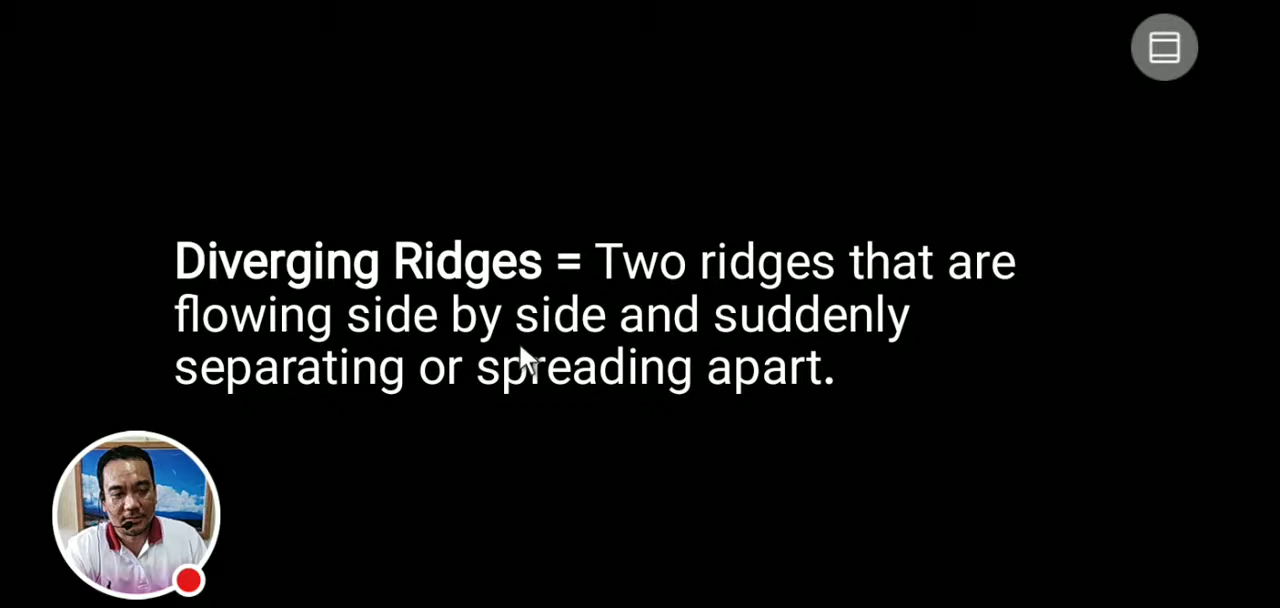 Diverging Ridges = Two ridges that are
flowing side by side and suddenly
separating or spreading apart.